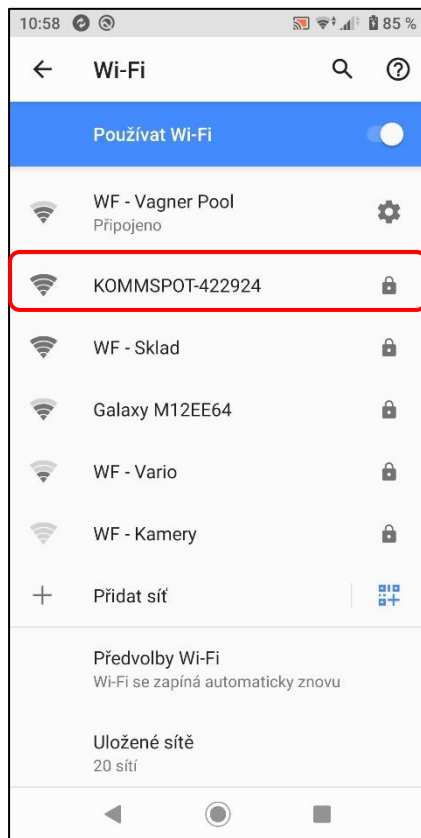 10:58 85 %
Wi-Fi
Používat Wi-Fi
WF - Vagner Pool
Připojeno
KOMMSPOT-422924
WF - Sklad
Galaxy M12EE64
WF - Vario
WF - Kamery
Přidat síť
Předvolby Wi-Fi
Wi-Fi se zapíná automaticky znovu
Uložené sítě
20 sítí